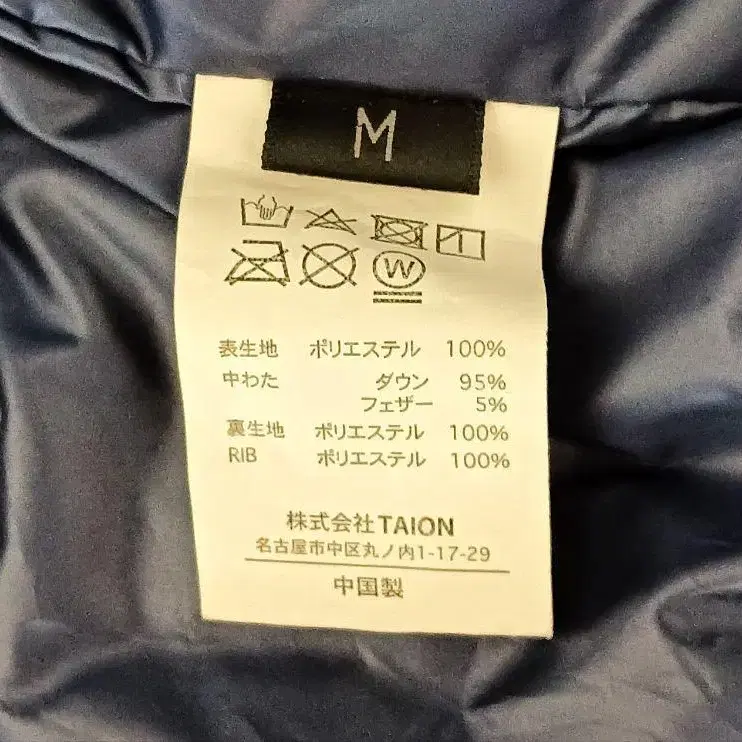 M
W
表生地 ポリエステル 100%
中わた ダウン 95%
フェザー 5%
裏生地 ポリエステル 100%
RIB ポリエステル 100%
株式会社TAION
名古屋市中区丸ノ内1-17-29
中国製